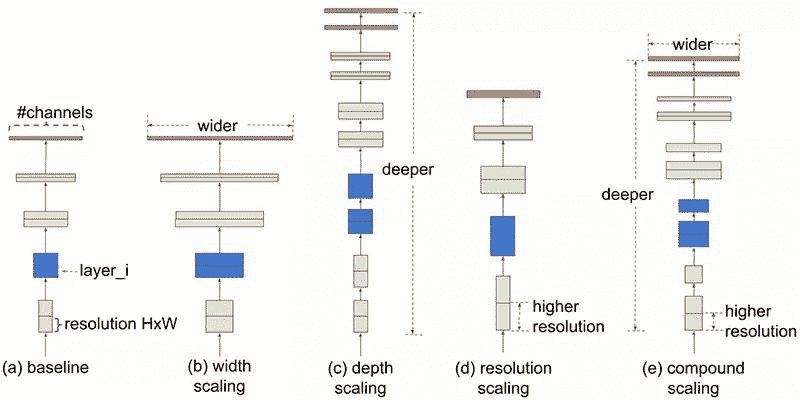 #channels
layer_i
resolution HxW
(a) baseline
wider
(b) width
scaling
deeper
(c) depth
scaling
higher
resolution
(d) resolution
scaling
wider
deeper
higher
resolution
(e) compound
scaling